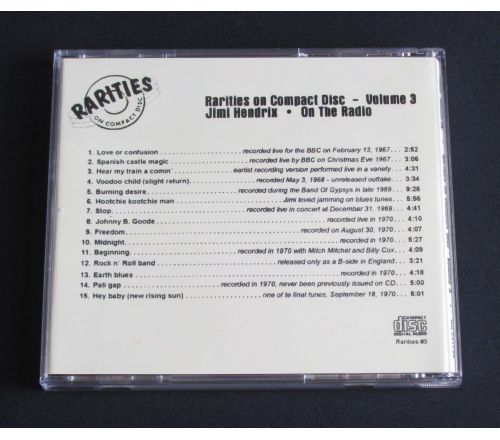 RARITIES
ON COMPACT DISC
Rarities on Compact Disc - Volume 3
Jimi Hendrix • On The Radio
1. Love or confusion ... recorded live for the BBC on February 13, 1967 ... 2:52
2. Spanish castle magic ... recorded live by BBC on Christmas Eve 1967 ... 3:06
3. Hear my train a comin' ... earlist recording version performed live in a variety ... 4:31
4. Voodoo child (slight return) ... recorded May 3, 1968 - unreleased outtake ... 3:34
5. Burning desire ... recorded during the Band Of Gypsys in late 1969 ... 9:25
6. Hootchie kootchie man ... Jimi loved jamming on blues tunes ... 5:56
7. Stop ... recorded live in concert at December 31, 1969 ... 4:41
8. Johnny B. Goode ... recorded live in 1970 ... 4:10
9. Freedom ... recorded on August 30, 1970 ... 4:07
10. Midnight ... recorded in 1970 ... 5:27
11. Beginning ... recorded in 1970 with Mitch Mitchel and Billy Cox ... 4:09
12. Rock n' Roll band ... released only as a B-side in England ... 3:21
13. Earth blues ... recorded in 1970 ... 4:18
14. Pali gap ... recorded in 1970, never been previously issued on CD ... 5:00
15. Hey baby (new rising sun) ... one of te final tunes, September 18, 1970 ... 6:01
COMPACT
disc
DIGITAL AUDIO
Rarities #3